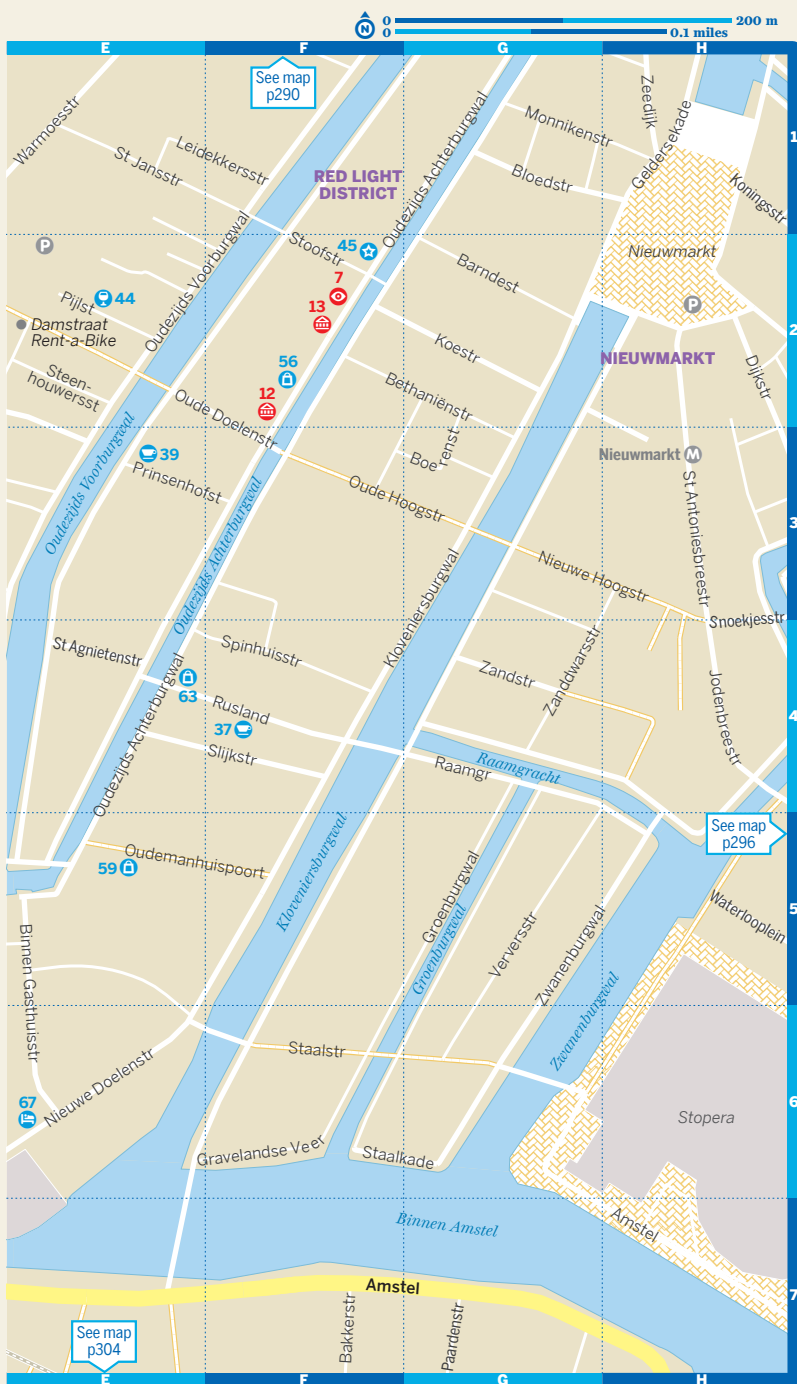 N
0
200 m
0
0.1 miles
E
F
G
H
See map
p290
Warmoesstr
St Jansstr
Leidekkersstr
RED LIGHT
DISTRICT
Oudezijds Achterburgwal
Monnikenstr
Zeedijk
Geldersekade
Bloedstr
Koningsstr
1
P
Oudezijds Voorburgwal
Stoofstr
45
Barndest
Nieuwmarkt
P
7
13
44
Pijlst
Damstraat
Rent-a-Bike
Koestr
2
NIEUWMARKT
Steen-
houwersst
56
Bethaniënstr
Dijkstr
12
Oude Doelenstr
39
Prinsenhofst
Oudezijds Voorburgwal
Boe
renst
Nieuwmarkt
M
Oude Hoogstr
3
Oudezijds Achterburgwal
St Antoniesbreestr
Nieuwe Hoogstr
Kloveniersburgwal
Snoekjesstr
St Agnietenstr
Spinhuisstr
Zandstr
Zanddwarsstr
63
Rusland
37
Jodenbreestr
4
Oudezijds Achterburgwal
Slijkstr
Raamgr
Raamgracht
See map
p296
Oudemanhuispoort
59
Kloveniersburgwal
Groenburgwal
Groenburgwal
Verversstr
Zwanenburgwal
Waterlooplein
5
Binnen Gasthuisstr
Zwanenburgwal
Staalstr
Nieuwe Doelenstr
67
Stopera
6
Gravelandse Veer
Staalkade
Binnen Amstel
Amstel
Amstel
7
See map
p304
Bakkerstr
Paardenstr
E
F
G
H